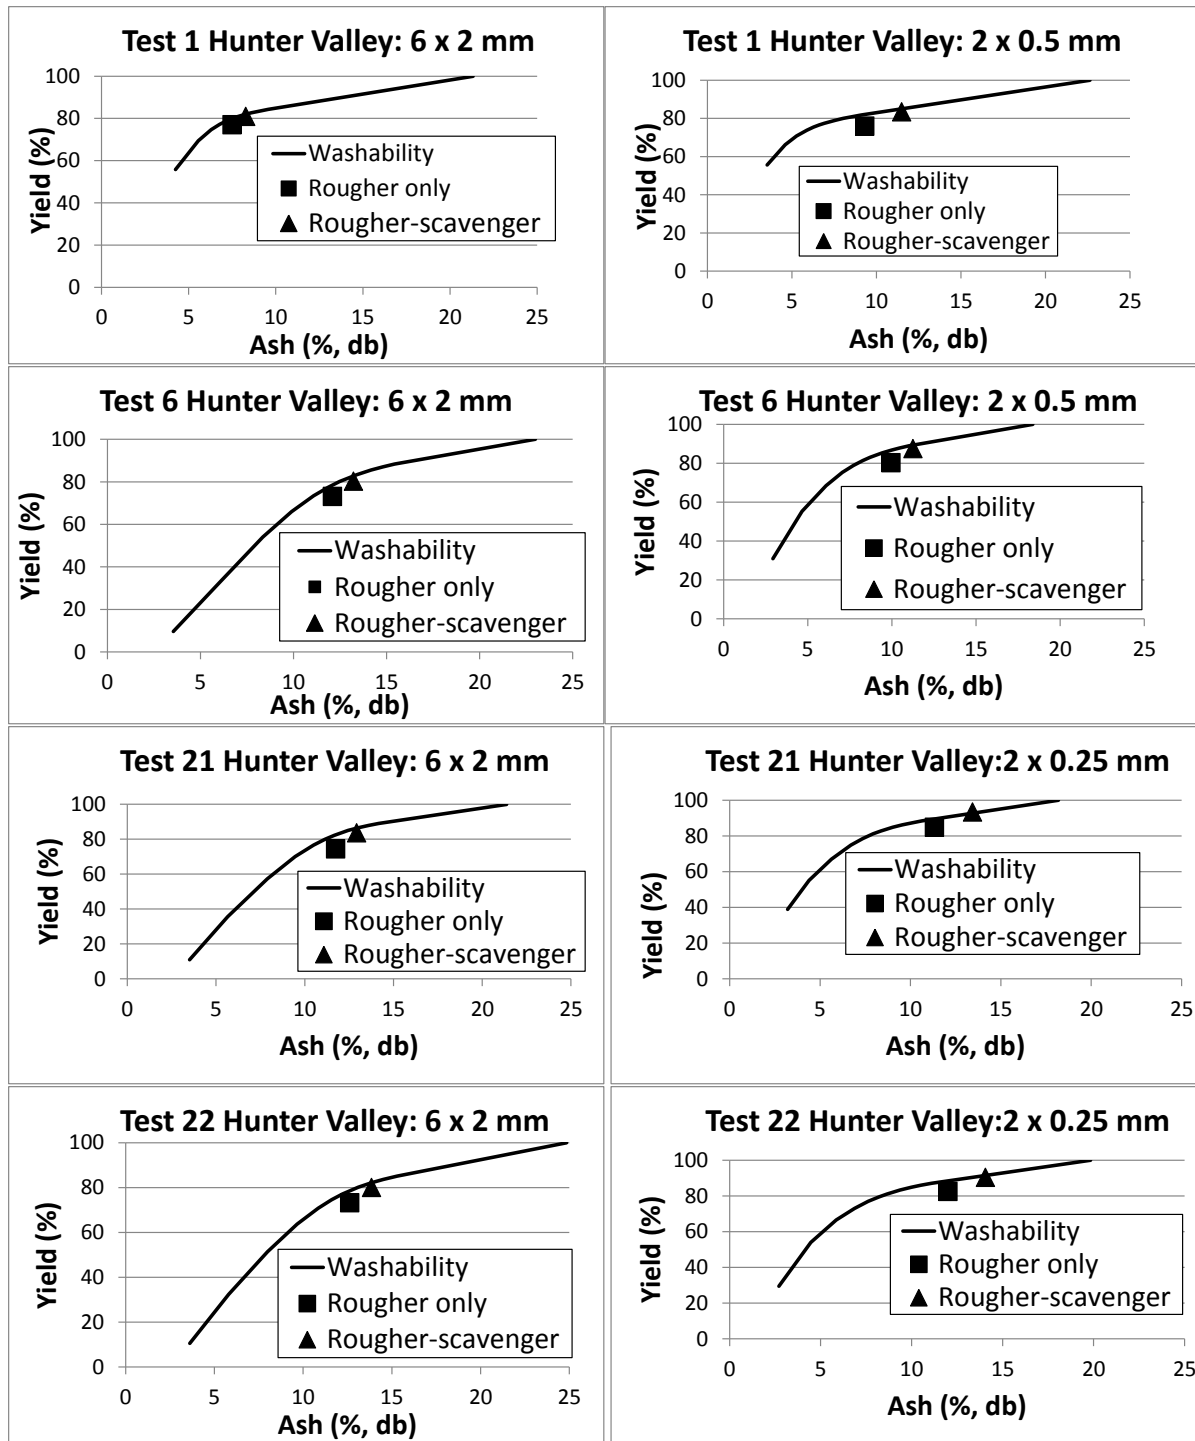 Test 1 Hunter Valley: 6 x 2 mm
100
80
60
40
20
0
Yield (%)
Washability
Rougher only
Rougher-scavenger
0 5 10 15 20 25
Ash (%, db)
Test 1 Hunter Valley: 2 x 0.5 mm
100
80
60
40
20
0
Yield (%)
Washability
Rougher only
Rougher-scavenger
0 5 10 15 20 25
Ash (%, db)
Test 6 Hunter Valley: 6 x 2 mm
100
80
60
40
20
0
Yield (%)
Washability
Rougher only
Rougher-scavenger
0 5 10 15 20 25
Ash (%, db)
Test 6 Hunter Valley: 2 x 0.5 mm
100
80
60
40
20
0
Yield (%)
Washability
Rougher only
Rougher-scavenger
0 5 10 15 20 25
Ash (%, db)
Test 21 Hunter Valley: 6 x 2 mm
100
80
60
40
20
0
Yield (%)
Washability
Rougher only
Rougher-scavenger
0 5 10 15 20 25
Ash (%, db)
Test 21 Hunter Valley:2 x 0.25 mm
100
80
60
40
20
0
Yield (%)
Washability
Rougher only
Rougher-scavenger
0 5 10 15 20 25
Ash (%, db)
Test 22 Hunter Valley: 6 x 2 mm
100
80
60
40
20
0
Yield (%)
Washability
Rougher only
Rougher-scavenger
0 5 10 15 20 25
Ash (%, db)
Test 22 Hunter Valley:2 x 0.25 mm
100
80
60
40
20
0
Yield (%)
Washability
Rougher only
Rougher-scavenger
0 5 10 15 20 25
Ash (%, db)